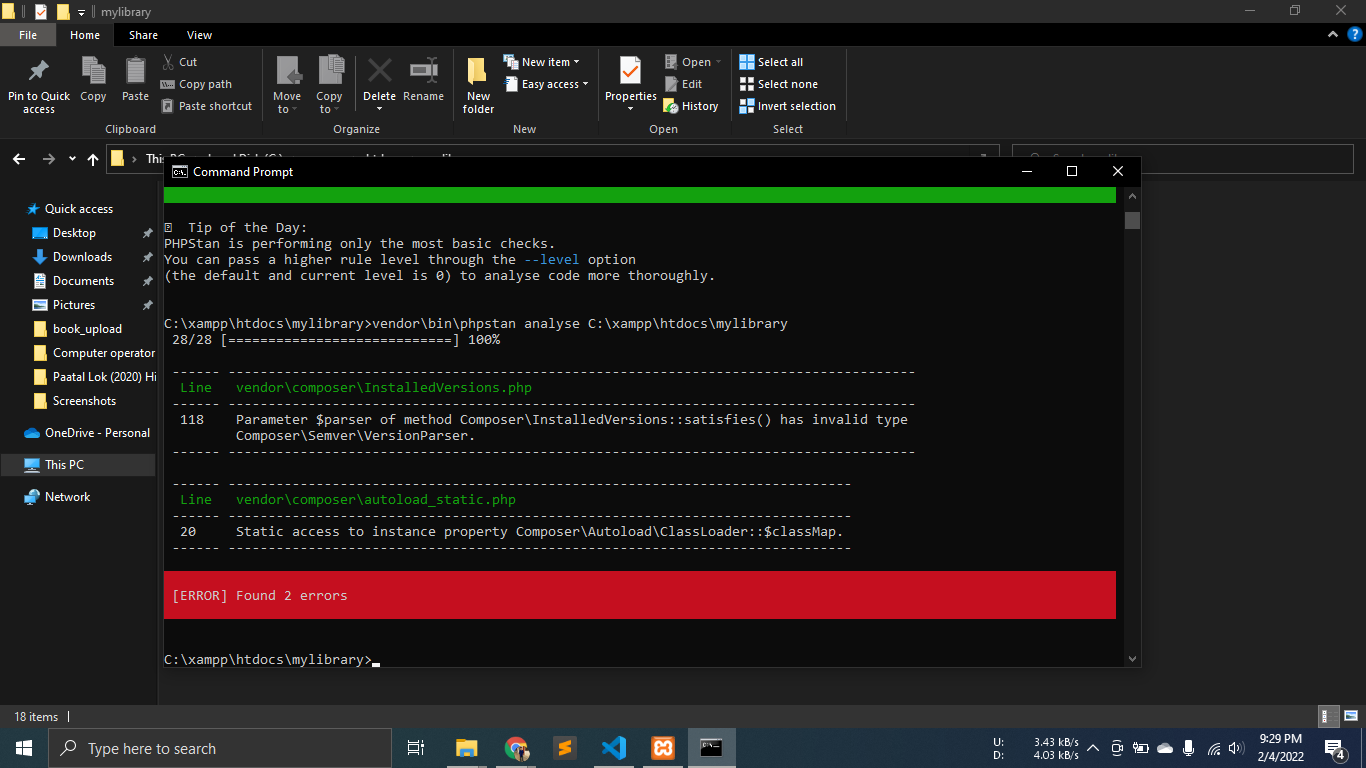 mylibrary
File Home Share View
Pin to Quick access
Copy
Paste
Cut
Copy path
Paste shortcut
Clipboard
Move to
Copy to
Delete
Rename
Organize
New folder
New item
Easy access
New
Properties
Open
Edit
History
Open
Select all
Select none
Invert selection
Select
Quick access
Desktop
Downloads
Documents
Pictures
book_upload
Computer operator
Paatal Lok (2020) Hi
Screenshots
OneDrive - Personal
This PC
Network
Command Prompt
Tip of the Day:
PHPStan is performing only the most basic checks.
You can pass a higher rule level through the --level option
(the default and current level is 0) to analyse code more thoroughly.
C:\xampp\htdocs\mylibrary>vendor\bin\phpstan analyse C:\xampp\htdocs\mylibrary
28/28 [============================] 100%
------ --------------------------------------------------------------------------------------
Line vendor\composer\InstalledVersions.php
------ --------------------------------------------------------------------------------------
118 Parameter $parser of method Composer\InstalledVersions::satisfies() has invalid type
Composer\Semver\VersionParser.
------ --------------------------------------------------------------------------------------
------ ------------------------------------------------------------------------------
Line vendor\composer\autoload_static.php
------ ------------------------------------------------------------------------------
20 Static access to instance property Composer\Autoload\ClassLoader::$classMap.
------ ------------------------------------------------------------------------------
[ERROR] Found 2 errors
C:\xampp\htdocs\mylibrary>
18 items
Type here to search
U: 3.43 kB/s
D: 4.03 kB/s
9:29 PM
2/4/2022
4